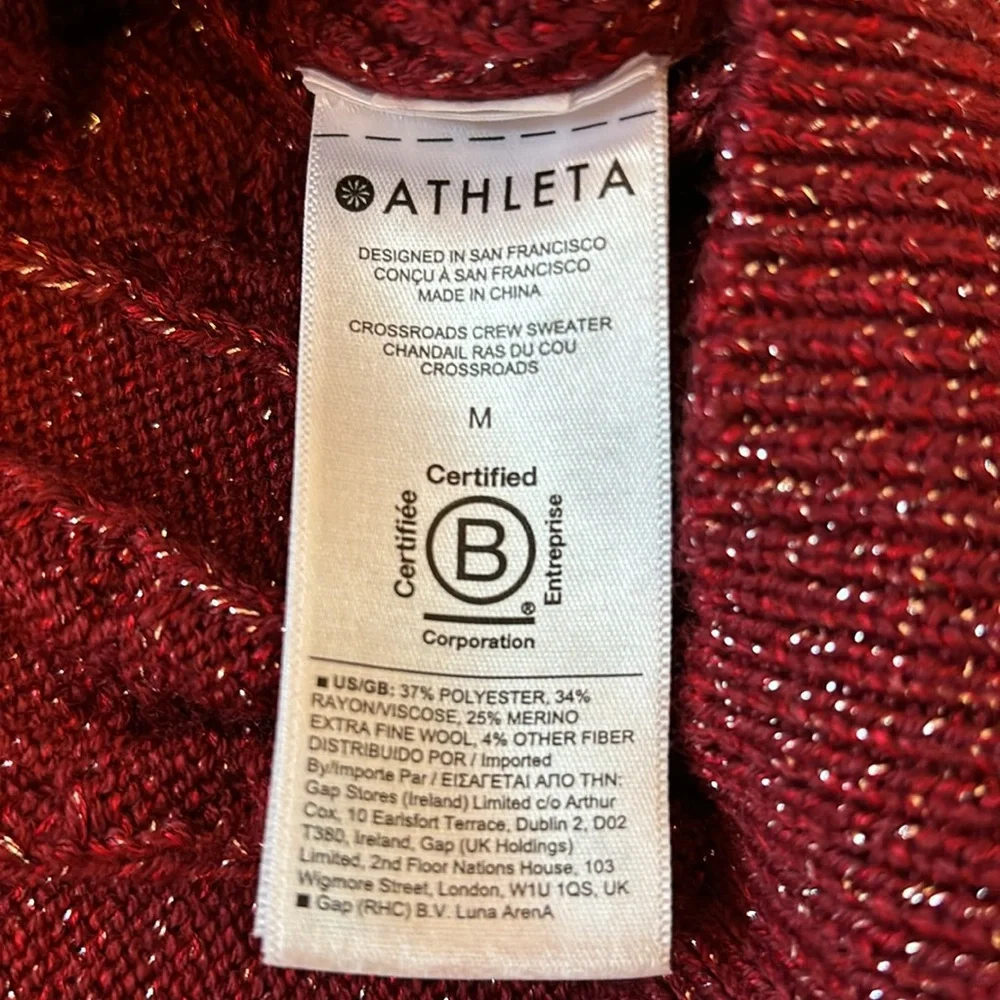 ATHLETA
DESIGNED IN SAN FRANCISCO
CONÇU À SAN FRANCISCO
MADE IN CHINA
CROSSROADS CREW SWEATER
CHANDAIL RAS DU COU
CROSSROADS
M
Certified
Certifiée
B
Entreprise
®
Corporation
■ US/GB: 37% POLYESTER, 34%
RAYON/VISCOSE, 25% MERINO
EXTRA FINE WOOL, 4% OTHER FIBER
DISTRIBUIDO POR / Imported
By/Importe Par / ΕΙΣΑΓΕΤΑΙ ΑΠΟ ΤΗΝ:
Gap Stores (Ireland) Limited c/o Arthur
Cox, 10 Earlsfort Terrace, Dublin 2, D02
T380, Ireland, Gap (UK Holdings)
Limited, 2nd Floor Nations House, 103
Wigmore Street, London, W1U 1QS, UK
■ Gap (RHC) B.V. Luna ArenA